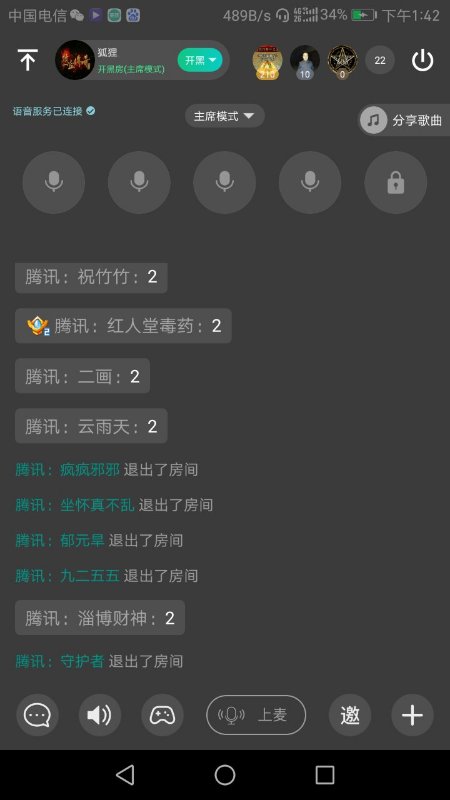 中国电信 489B/s 4G 2G 34% 下午1:42
狐狸
开黑房(主席模式)
开黑
210 10 0 22
语音服务已连接
主席模式
分享歌曲
腾讯：祝竹竹：2
2 腾讯：红人堂毒药：2
腾讯：二画：2
腾讯：云雨天：2
腾讯：疯疯邪邪 退出了房间
腾讯：坐怀真不乱 退出了房间
腾讯：郁元旱 退出了房间
腾讯：九二五五 退出了房间
腾讯：淄博财神：2
腾讯：守护者 退出了房间
上麦
邀